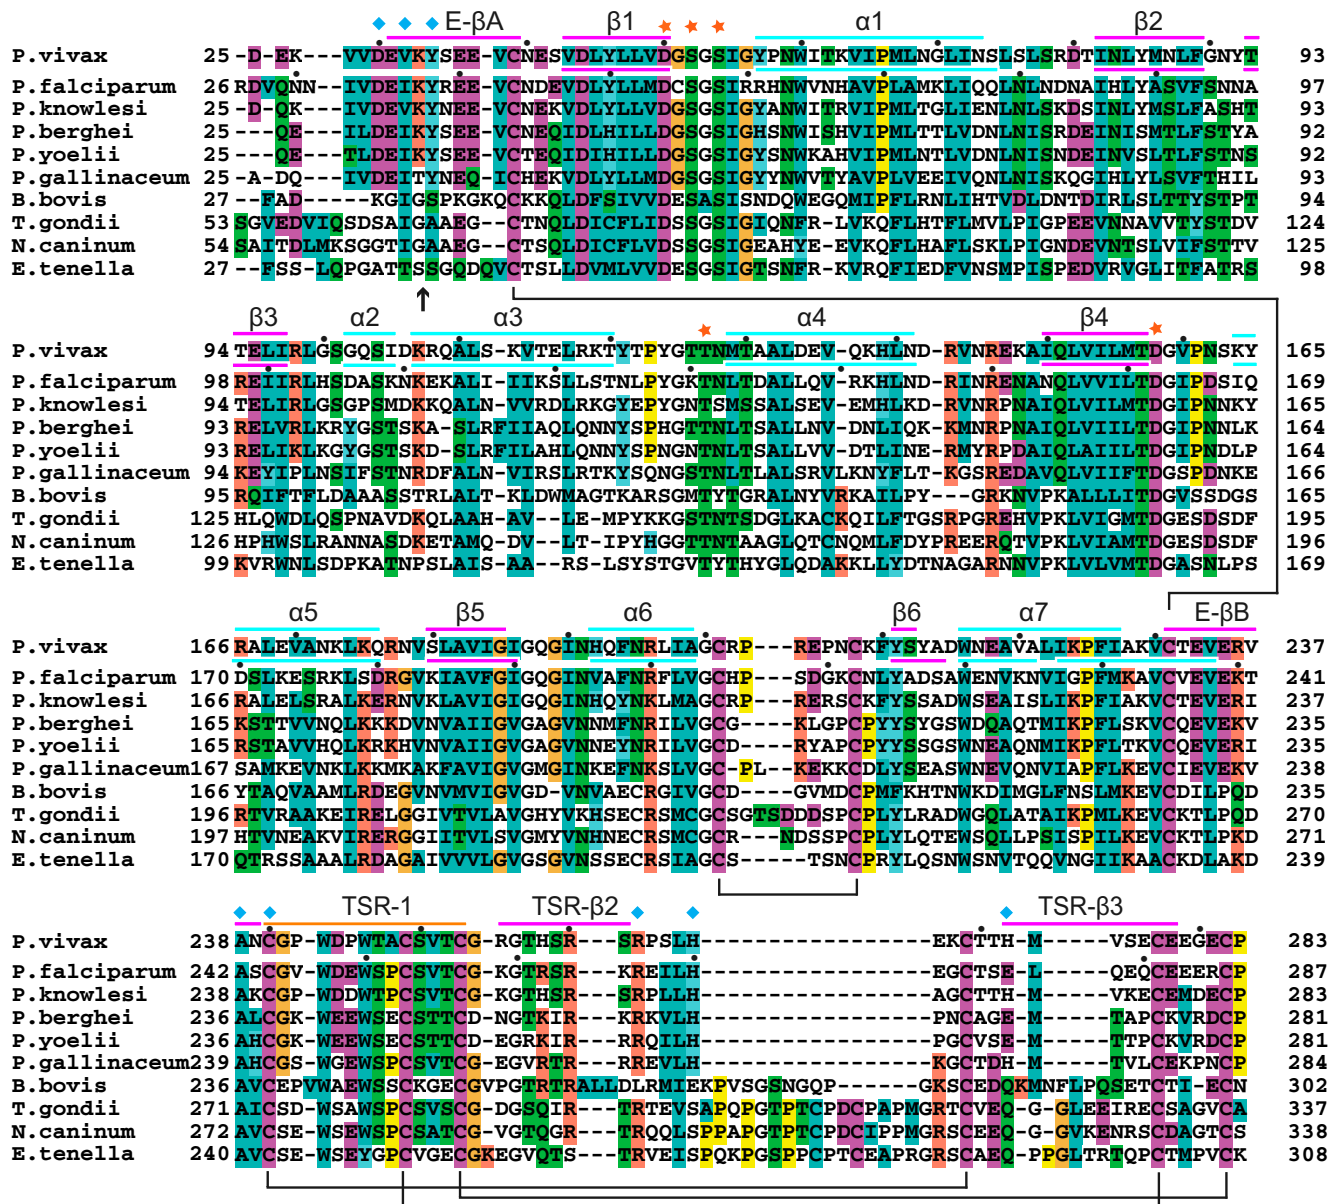 E-βA β1 α1 β2
P.vivax 25 -D-EK---VVDEVKYSEE-VCNESVDLYLLVDGSGSIGYPNWITKVIPMLNGLINSLSLSRDTINLYMNLFGNYT 93
P.falciparum 26 RDVQNN-IVDEIKYREE-VCNDEVDLYLLMDCSGSIRRHNWVNHAVPLAMKLIQQLNLNDNAIHLYASVFSNNA 97
P.knowlesi 25 -D-QK---IVDEVKYNEE-VCNEKVDLYLLVDGSGSIGYANWITRVIPMLTGLIENLNLSKDSINLYMSLFASHT 93
P.berghei 25 ---QE---ILDEIKYSEE-VCNEQIDLHILLDGSGSIGHSNWISHVIPMLTTLVDNLNISRDEINISMTLFSTYA 92
P.yoelii 25 ---QE--TLDEIKYSEE-VCTEQIDIHILLDGSGSIGYSNWKAHVIPMLNTLVDNLNISNDEINVSLTLFSTNS 92
P.gallinaceum 25 -A-DQ---IVDEITYNEQ-ICHEKVDLYLLMDGSGSIGYYNWVTYAVPLVEEIVQNLNISKQGIHLYLSVFTHIL 93
B.bovis 27 --FAD-----KGIGSPKGKQCKKQLDFSIVVDESASISNDQWEGQMIPFLRNLIHTVDLDNTDIRLSLTTYSTPT 94
T.gondii 53 SGVEDVIQSDSAIGAAEG--CTNQLDICFLIDSSGSIGIQNFR-LVKQFLHTFLMVLPIGPEEVNNAVVTYSTDV 124
N.caninum 54 SAITDLMKSGGTIGAAEG--CTSQLDICFLVDSSGSIGEAHYE-EVKQFLHAFLSKLPIGNDEVNTSLVIFSTTV 125
E.tenella 27 --FSS-LQPGATTSSGQDQVCTSLLDVMLVVDESGSIGTSNFR-KVRQFIEDFVNSMPISPEDVRVGLITFATRS 98
β3 α2 α3 α4 β4
P.vivax 94 TELIRLGSGQSIDKRQALS-KVTELRKTYTPYGTTNMTAALDEV-QKHLND-RVNREKAIQLVILMTDGVPNSKY 165
P.falciparum 98 REIIRLHSDASKNKEKALI-IIKSLLSTNLPYGKTNLTDALLQV-RKHLND-RINRENANQLVVILTDGIPDSIQ 169
P.knowlesi 94 TELIRLGSGPSMDKKQALN-VVRDLRKGYEPYGNTSMSSALSEV-EMHLKD-RVNRPNAIQLVILMTDGIPNNKY 165
P.berghei 93 RELVRLKRYGSTSKA-SLRFIIAQLQNNYSPHGTTNLTSALLNV-DNLIQK-KMNRPNAIQLVIILTDGIPNNLK 164
P.yoelii 93 RELIKLKGYGSTSKD-SLRFILAHLQNNYSPNGNTNLTSALLVV-DTLINE-RMYRPDAIQLAIILTDGIPNDLP 164
P.gallinaceum 94 KEYIPLNSIFSTNRDFALN-VIRSLRTKYSQNGSTNLTLALSRVLKNYFLT-KGSREDAVQLVIIFTDGSPDNKE 166
B.bovis 95 RQIFTFLDAAASSTRLALT-KLDWMAGTKARSGMTYTGRALNYVRKAILPY---GRKNVPKALLLITDGVSSDGS 165
T.gondii 125 HLQWDLQSPNAVDKQLAAH-AV--LE-MPYKKGSTNTSDGLKACKQILFTGSRPGREHVPKLVIGMTDGESDSDF 195
N.caninum 126 HPHWSLRANNASDKETAMQ-DV--LT-IPYHGGTTNTAAGLQTCNQMLFDYPREERQTVPKLVIAMTDGESDSDF 196
E.tenella 99 KVRWNLSDPKATNPSLAIS-AA--RS-LSYSTGVTYTHYGLQDAKKLLYDTNAGARNNVPKLVLVMTDGASNLPS 169
α5 β5 α6 β6 α7 E-βB
P.vivax 166 RALEVANKLKQRNVSLAVIGIGQGINHQFNRLIAGCRP---REPNCKFYSYADWNEAVALIKPFIAKVCTEVERV 237
P.falciparum 170 DSLKESRKLSDRGVKIAVFGIGQGINVAFNRFLVGCHP---SDGKCNLYADSAWENVKNVIGPFMKAVCVEVEKT 241
P.knowlesi 166 RALELSRALKERNVKLAVIGIGQGINHQYNKLMAGCRP---RERSCKFYSSADWSEAISLIKPFIAKVCTEVERI 237
P.berghei 165 KSTTVVNQLKKKDVNVAIIGVGAGVNNMFNRILVGCG----KLGPCPYYSYGSWDQAQTMIKPFLSKVCQEVEKV 235
P.yoelii 165 RSTAVVHQLKRKHVNVAIIGVGAGVNNEYNRILVGCD----RYAPCPYYSSGSWNEAQNMIKPFLTKVCQEVERI 235
P.gallinaceum 167 SAMKEVNKLKKMKAKFAVIGVGMGINKEFNKSLVGC-PL--KEKKCDLYSEASWNEVQNVIAPFLKEVCIEVEKV 238
B.bovis 166 YTAQVAAMLRDEGVNVMVIGVGD-VNVAECRGIVGCD----GVMDCPMFKHTNWKDIMGLFNSLMKEVCDILPQD 235
T.gondii 196 RTVRAAKEIRELGGIVTVLAVGHYVKHSECRSMCGCSGTSDDDSPCPLYLRADWGQLATAIKPMLKEVCKTLPQD 270
N.caninum 197 HTVNEAKVIRERGGIITVLSVGMYVNHNECRSMCGCR---NDSSPCPLYLQTEWSQLLPSISPILKEVCKTLPKD 271
E.tenella 170 QTRSSAAALRDAGAIVVVLGVGSGVNSSECRSIAGCS-----TSNCPRYLQSNWSNVTQQVNGIIKAACKDLAKD 239
TSR-1 TSR-β2 TSR-β3
P.vivax 238 ANCGP-WDPWTACSVTCG-RGTHSR---SRPSLH-----------------EKCTTH-M----VSECEEGECP 283
P.falciparum 242 ASCGV-WDEWSPCSVTCG-KGTRSR---KREILH-----------------EGCTSE-L----QEQCEEERCP 287
P.knowlesi 238 AKCGP-WDDWTPCSVTCG-KGTHSR---SRPLLH-----------------AGCTTH-M----VKECEMDECP 283
P.berghei 236 ALCGK-WEEWSECSTTCD-NGTKIR---KRKVLH-----------------PNCAGE-M----TAPCKVRDCP 281
P.yoelii 236 AHCGK-WEEWSECSTTCD-EGRKIR---RRQILH-----------------PGCVSE-M----TTPCKVRDCP 281
P.gallinaceum 239 AHCGS-WGEWSPCSVTCG-EGVRTR---RREVLH-----------------KGCTDH-M----TVLCEKPNCP 284
B.bovis 236 AVCEPVWAEWSSCKGECGVPGTRTRALLDLRMIEKPVSGSNGQP-------GKSCEDQKMNFLPQSETCTI-ECN 302
T.gondii 271 AICSD-WSAWSPCSVSCG-DGSQIR---TRTEVSAPQPGTPTCPDCPAPMGRTCVEQ-G-GLEEIRECSAGVCA 337
N.caninum 272 AVCSE-WSEWSPCSATCG-VGTQGR---TRQQLSPPAPGTPTCPDCIPPMGRSCEEQ-G-GVKENRSCDAGTCS 338
E.tenella 240 AVCSE-WSEYGPCVGECGKEGVQTS---TRVEISPQKPGSPPCPTCEAPRGRSCAEQ-PPGLTRTQPCTMPVCK 308